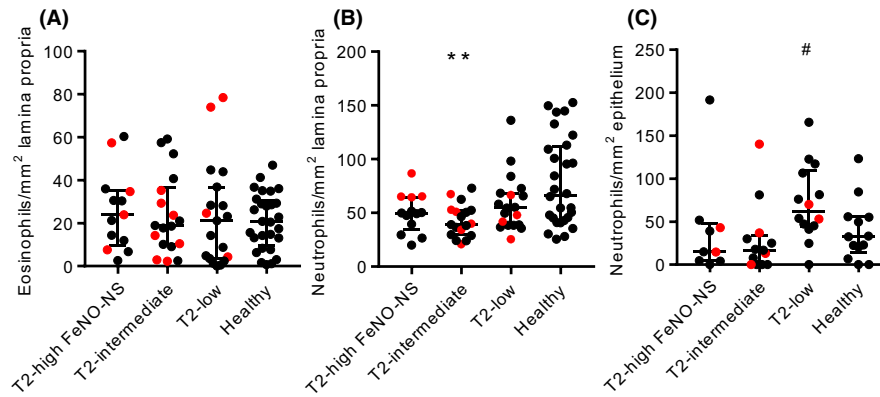 (A)
Eosinophils/mm² lamina propria
100
80
60
40
20
0
T2-high FeNO-NS
T2-intermediate
T2-low
Healthy
(B)
Neutrophils/mm² lamina propria
200
150
100
50
0
**
T2-high FeNO-NS
T2-intermediate
T2-low
Healthy
(C)
Neutrophils/mm² epithelium
250
200
150
100
50
0
#
T2-high FeNO-NS
T2-intermediate
T2-low
Healthy